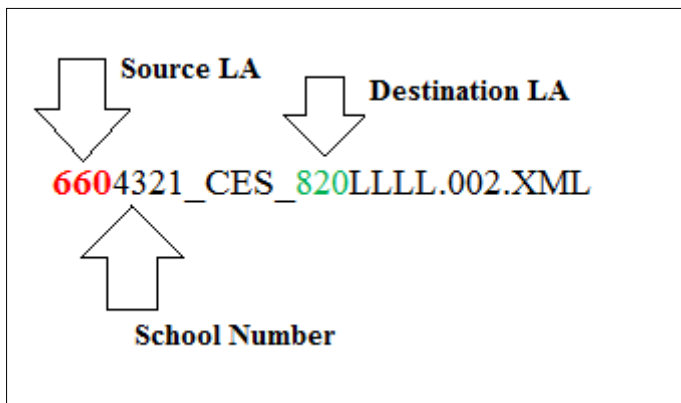 Source LA
Destination LA
6604321_CES_820LLLL.002.XML
School Number